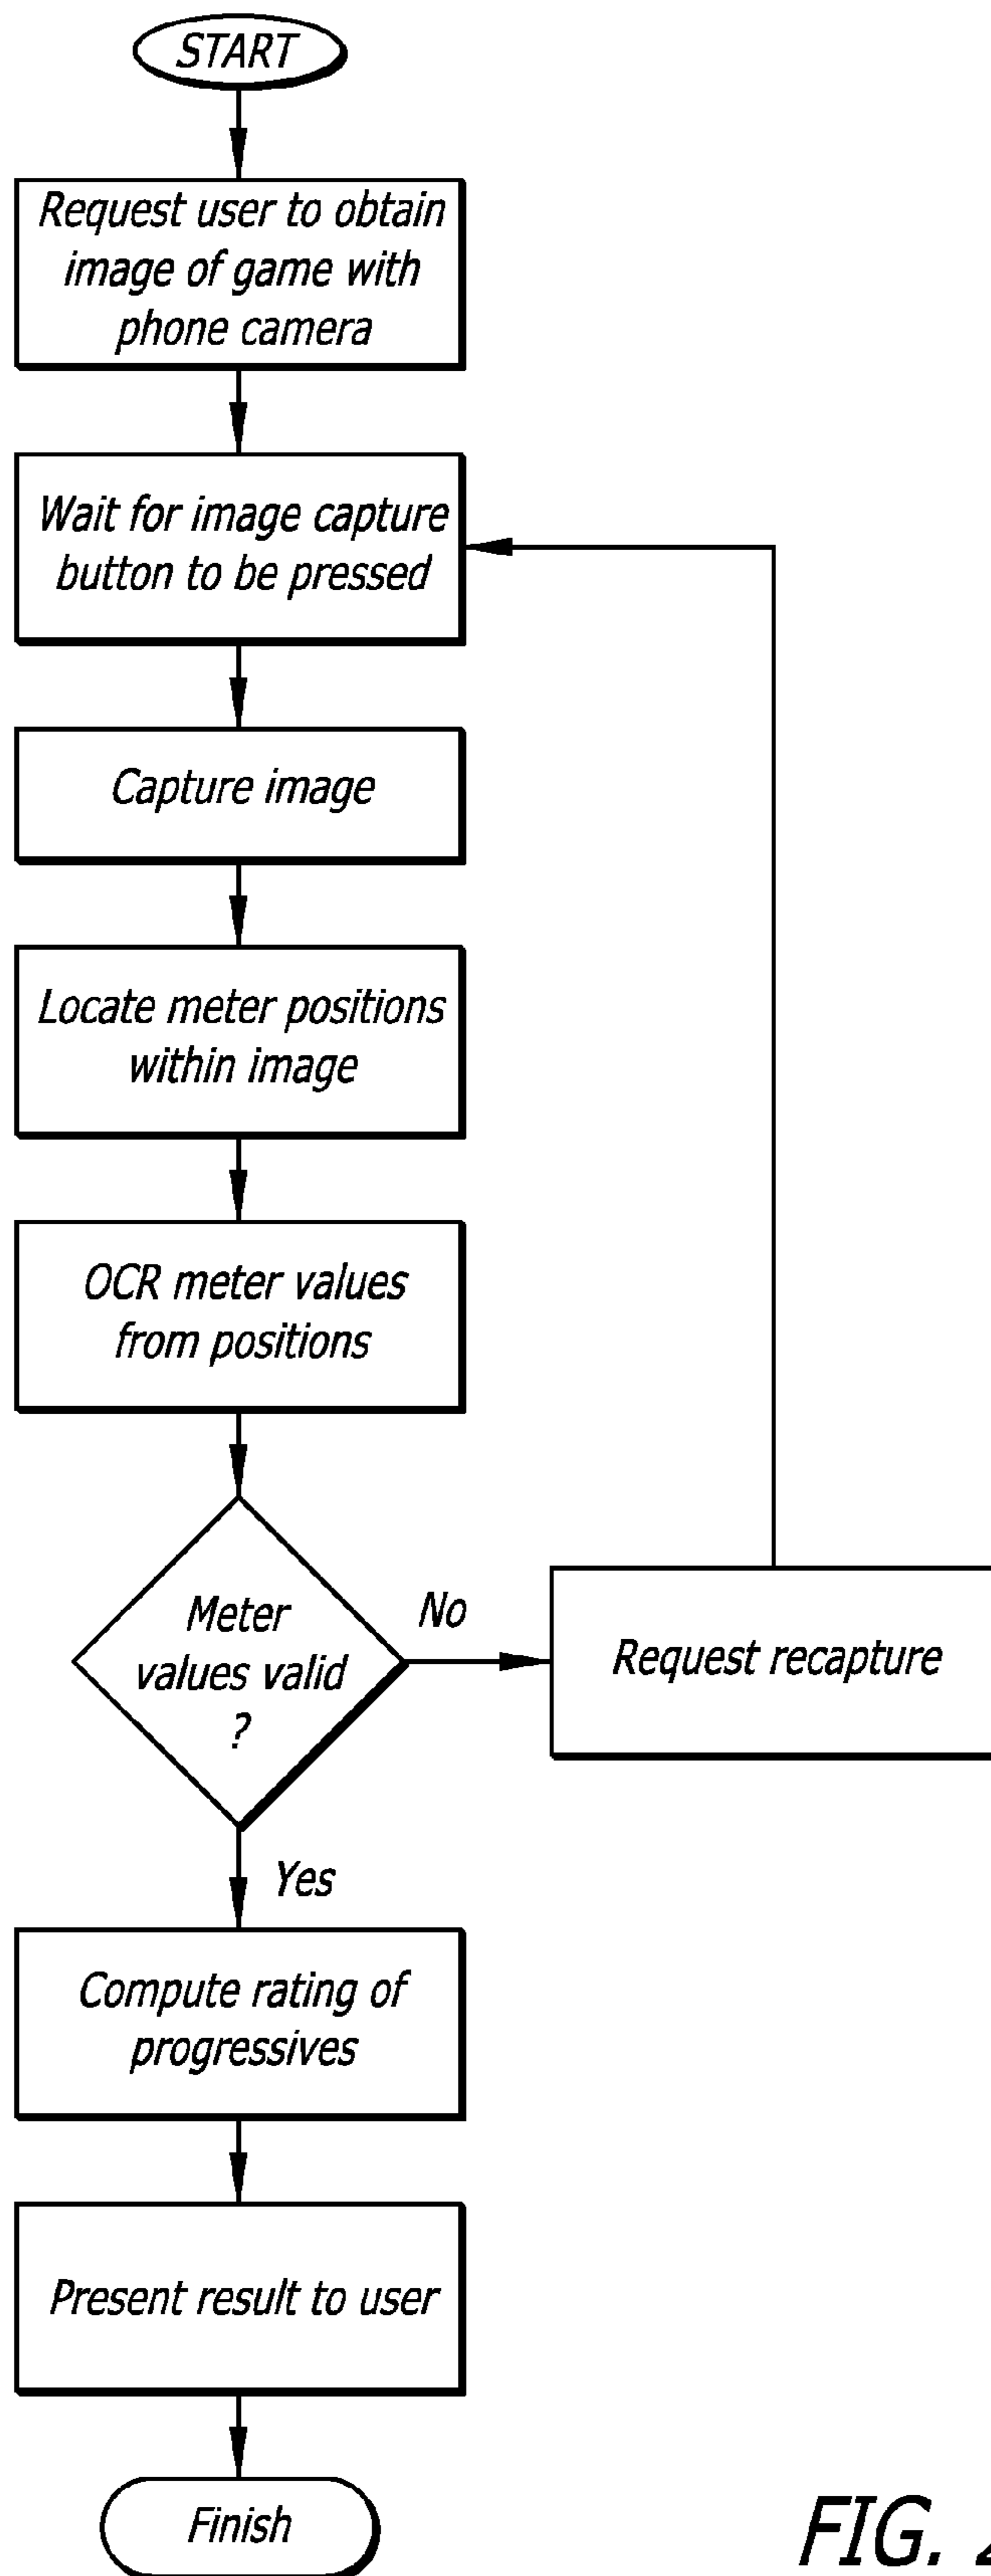 START
Request user to obtain
image of game with
phone camera
Wait for image capture
button to be pressed
Capture image
Locate meter positions
within image
OCR meter values
from positions
Meter
values valid
?
No
Request recapture
Yes
Compute rating of
progressives
Present result to user
Finish
FIG.